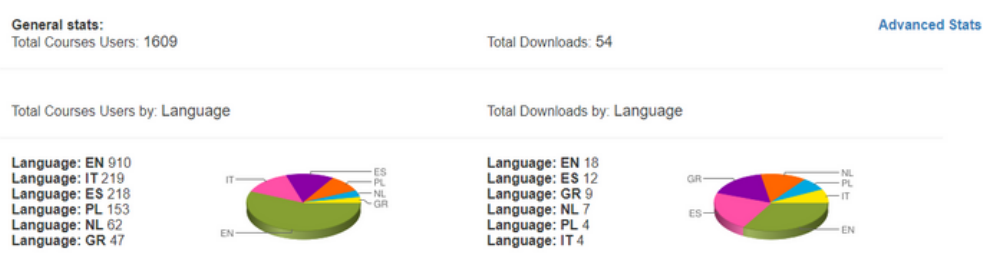 General stats:
Advanced Stats
Total Courses Users: 1609
Total Downloads: 54
Total Courses Users by: Language
Total Downloads by: Language
Language: EN 910
Language: IT 219
Language: ES 218
Language: PL 153
Language: NL 62
Language: GR 47
IT
ES
PL
NL
GR
EN
Language: EN 18
Language: ES 12
Language: GR 9
Language: NL 7
Language: PL 4
Language: IT 4
GR
NL
PL
IT
ES
EN